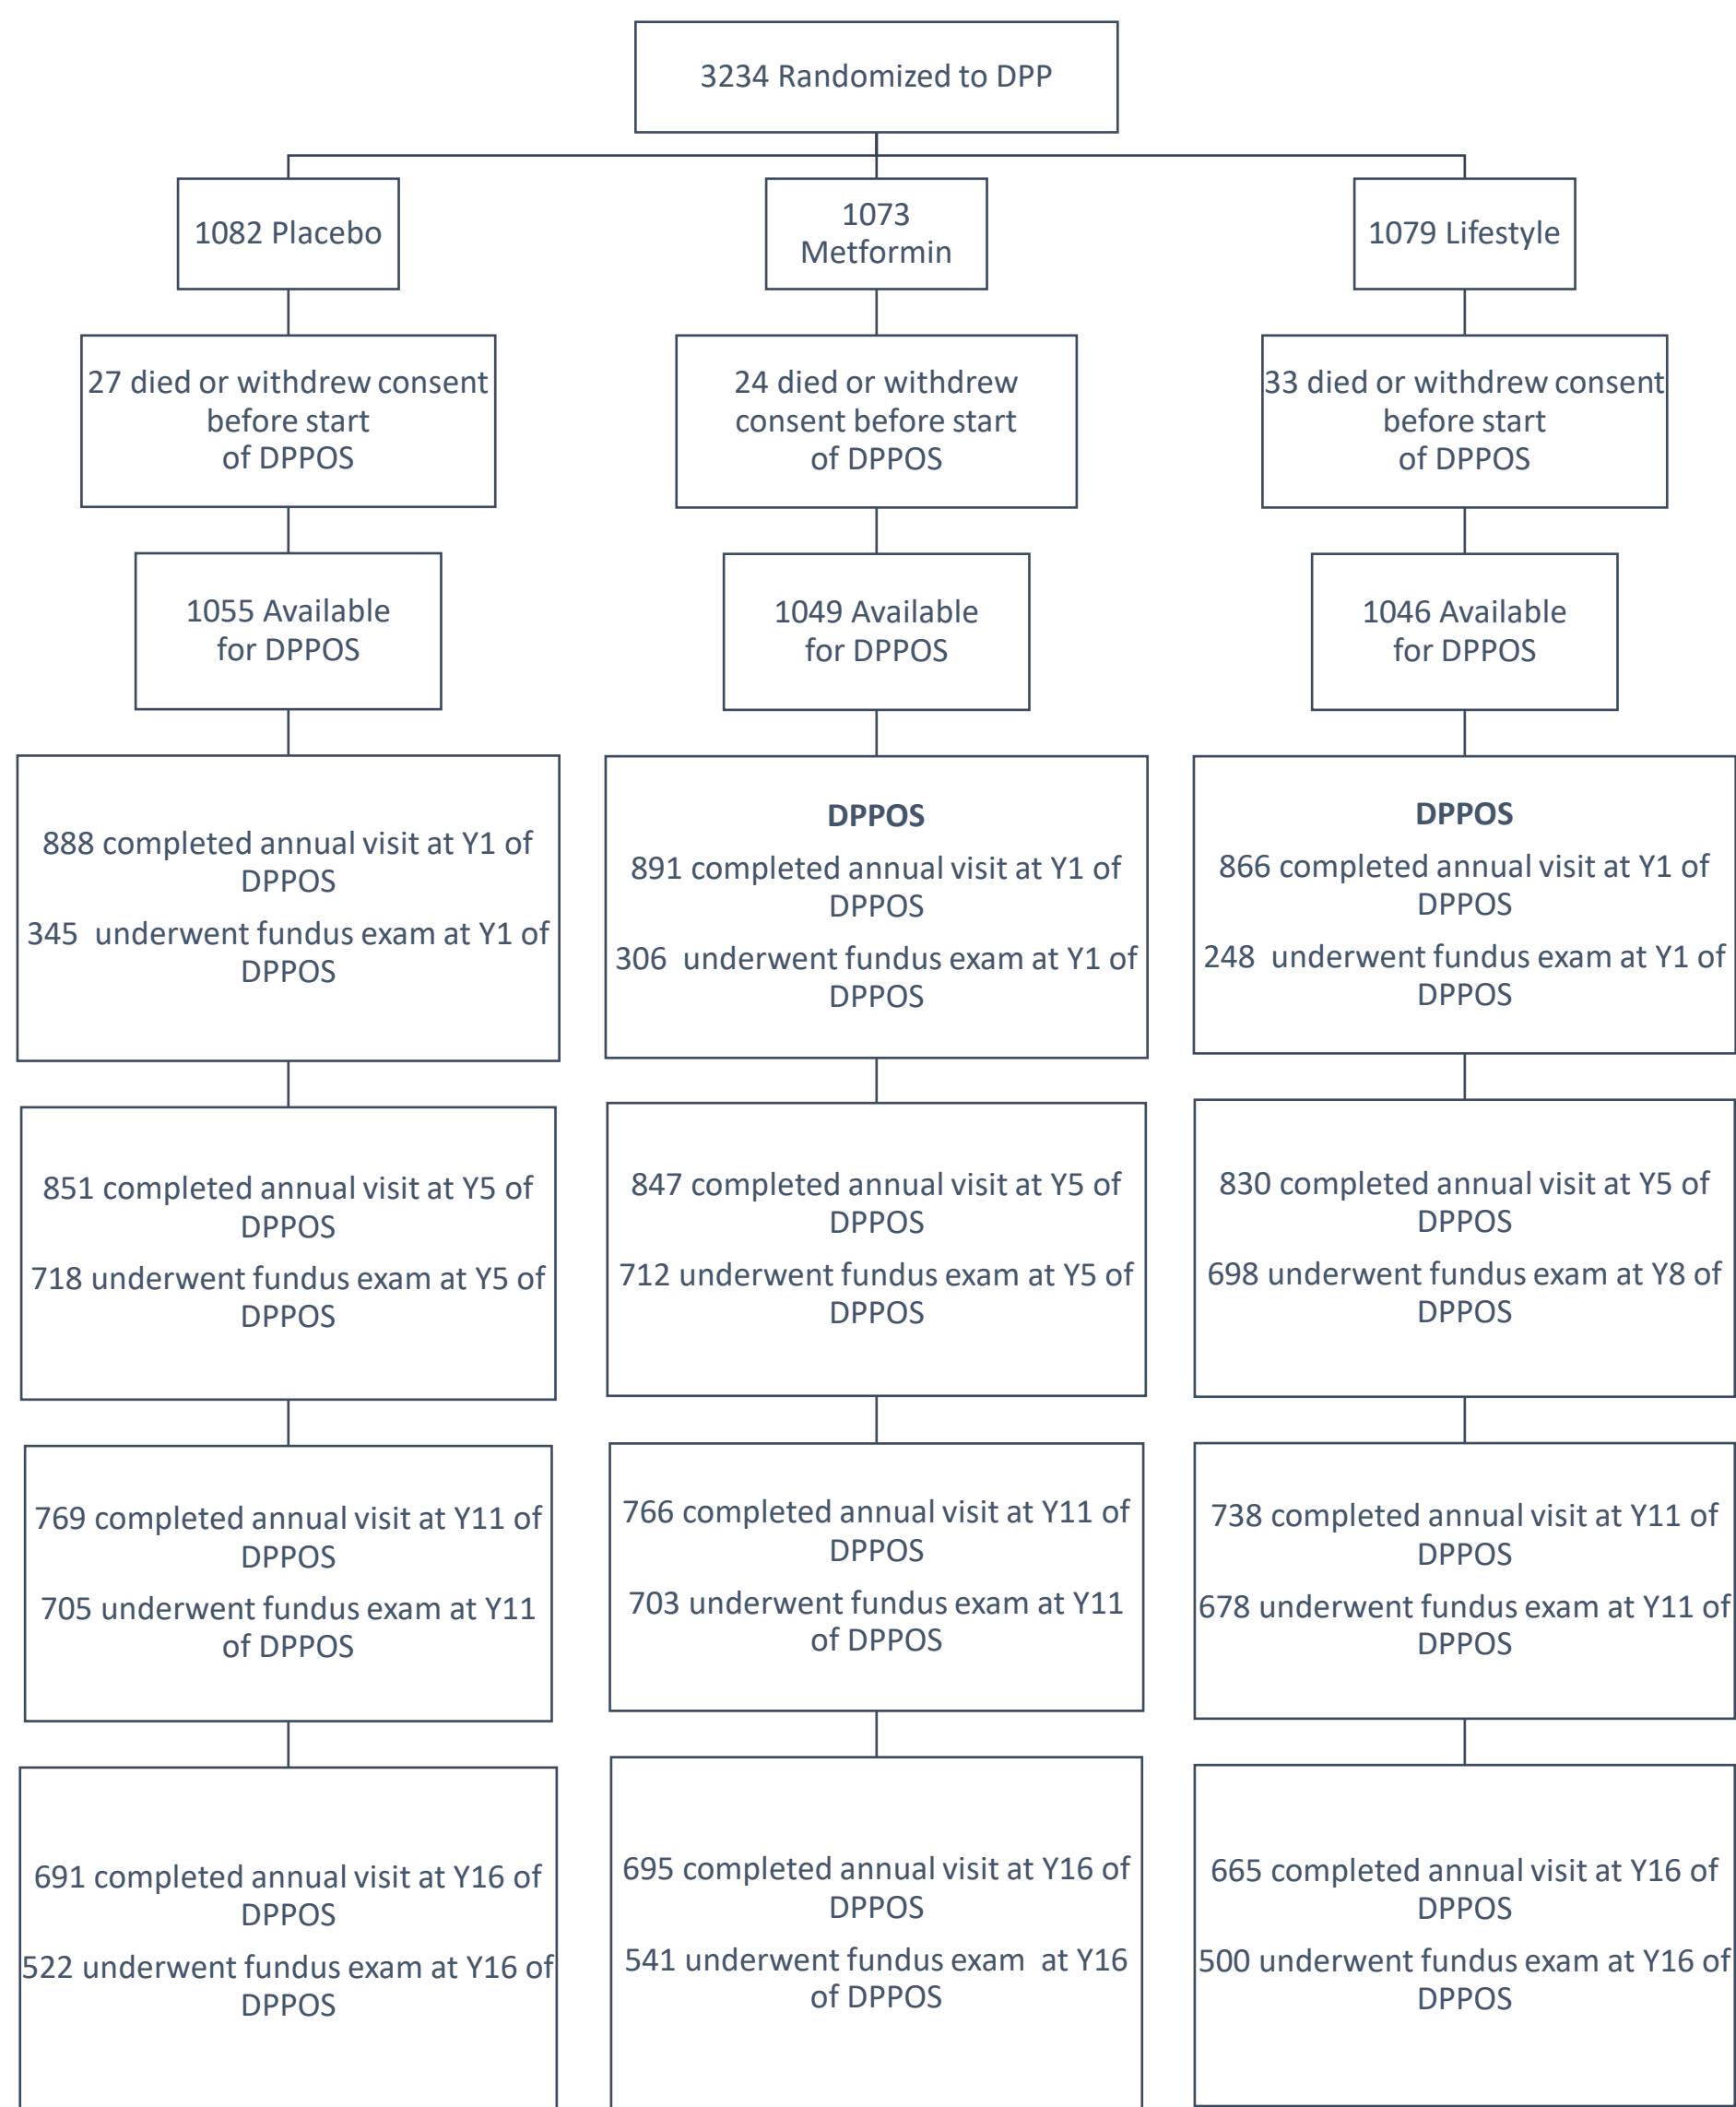 3234 Randomized to DPP
1082 Placebo
1073
Metformin
1079 Lifestyle
27 died or withdrew consent
before start
of DPPOS
24 died or withdrew
consent before start
of DPPOS
33 died or withdrew consent
before start
of DPPOS
1055 Available
for DPPOS
1049 Available
for DPPOS
1046 Available
for DPPOS
888 completed annual visit at Y1 of
DPPOS
345 underwent fundus exam at Y1 of
DPPOS
DPPOS
891 completed annual visit at Y1 of
DPPOS
306 underwent fundus exam at Y1 of
DPPOS
DPPOS
866 completed annual visit at Y1 of
DPPOS
248 underwent fundus exam at Y1 of
DPPOS
851 completed annual visit at Y5 of
DPPOS
718 underwent fundus exam at Y5 of
DPPOS
847 completed annual visit at Y5 of
DPPOS
712 underwent fundus exam at Y5 of
DPPOS
830 completed annual visit at Y5 of
DPPOS
698 underwent fundus exam at Y8 of
DPPOS
769 completed annual visit at Y11 of
DPPOS
705 underwent fundus exam at Y11
of DPPOS
766 completed annual visit at Y11 of
DPPOS
703 underwent fundus exam at Y11
of DPPOS
738 completed annual visit at Y11 of
DPPOS
678 underwent fundus exam at Y11 of
DPPOS
691 completed annual visit at Y16 of
DPPOS
522 underwent fundus exam at Y16 of
DPPOS
695 completed annual visit at Y16 of
DPPOS
541 underwent fundus exam at Y16
of DPPOS
665 completed annual visit at Y16 of
DPPOS
500 underwent fundus exam at Y16 of
DPPOS